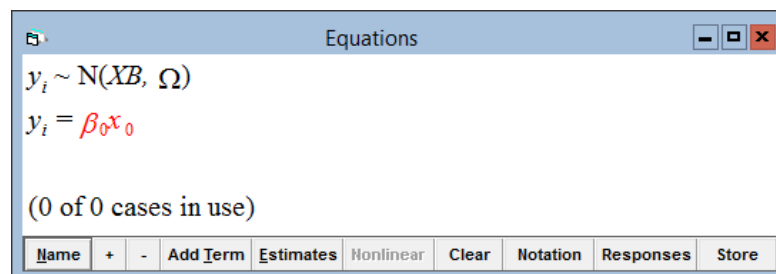 Equations
yᵢ ~ N(XB, Ω)
yᵢ = β₀x₀
(0 of 0 cases in use)
Name + - Add Term Estimates Nonlinear Clear Notation Responses Store